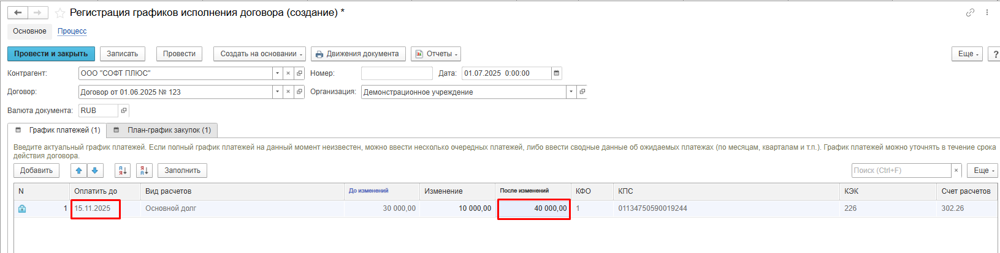 Регистрация графиков исполнения договора (создание) *
Основное Процесс
Провести и закрыть Записать Провести Создать на основании Движения документа Отчеты Еще ?
Контрагент: ООО "СОФТ ПЛЮС" Номер: Дата: 01.07.2025 0:00:00
Договор: Договор от 01.06.2025 № 123 Организация: Демонстрационное учреждение
Валюта документа: RUB
График платежей (1) План-график закупок (1)
Введите актуальный график платежей. Если полный график платежей на данный момент неизвестен, можно ввести несколько очередных платежей, либо ввести сводные данные об ожидаемых платежах (по месяцам, кварталам и т.п.). График платежей можно уточнять в течение срока
действия договора.
Добавить А Я Я А Заполнить Поиск (Ctrl+F) × Еще
N Оплатить до Вид расчетов До изменений Изменение После изменений КФО КПС КЭК Счет расчетов
1 15.11.2025 Основной долг 30 000,00 10 000,00 40 000,00 1 01134750590019244 226 302.26